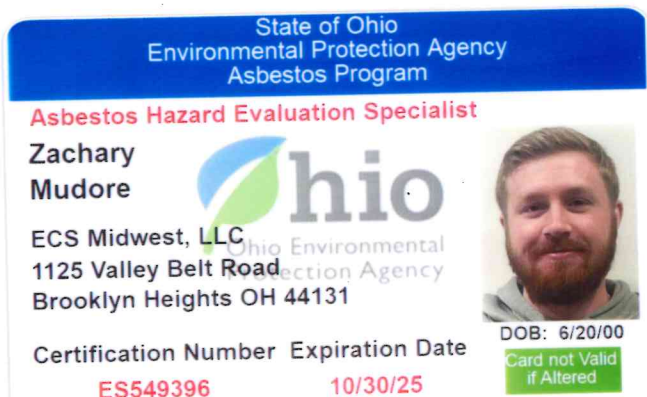 State of Ohio
Environmental Protection Agency
Asbestos Program
Asbestos Hazard Evaluation Specialist
Zachary
Mudore
Ohio
Ohio Environmental
Protection Agency
ECS Midwest, LLC
1125 Valley Belt Road
Brooklyn Heights OH 44131
DOB: 6/20/00
Certification Number Expiration Date
ES549396 10/30/25
Card not Valid
if Altered